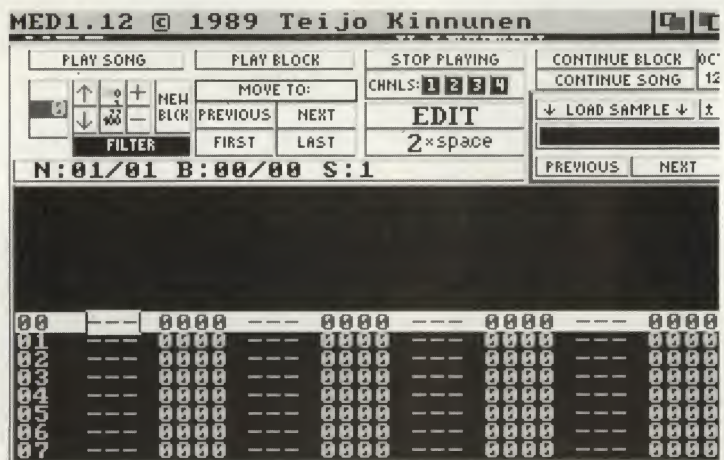 MED1.12 © 1989 Teijo Kinnunen
PLAY SONG PLAY BLOCK STOP PLAYING CONTINUE BLOCK OC
CHNLS: 1 2 3 4 CONTINUE SONG 12
NEW BLCK MOVE TO:
PREVIOUS NEXT EDIT ↓ LOAD SAMPLE ↓
FILTER FIRST LAST 2×space
N:01/01 B:00/00 S:1 PREVIOUS NEXT
00 --- 0000 --- 0000 --- 0000 --- 0000
01 --- 0000 --- 0000 --- 0000 --- 0000
02 --- 0000 --- 0000 --- 0000 --- 0000
03 --- 0000 --- 0000 --- 0000 --- 0000
04 --- 0000 --- 0000 --- 0000 --- 0000
05 --- 0000 --- 0000 --- 0000 --- 0000
06 --- 0000 --- 0000 --- 0000 --- 0000
07 --- 0000 --- 0000 --- 0000 --- 0000